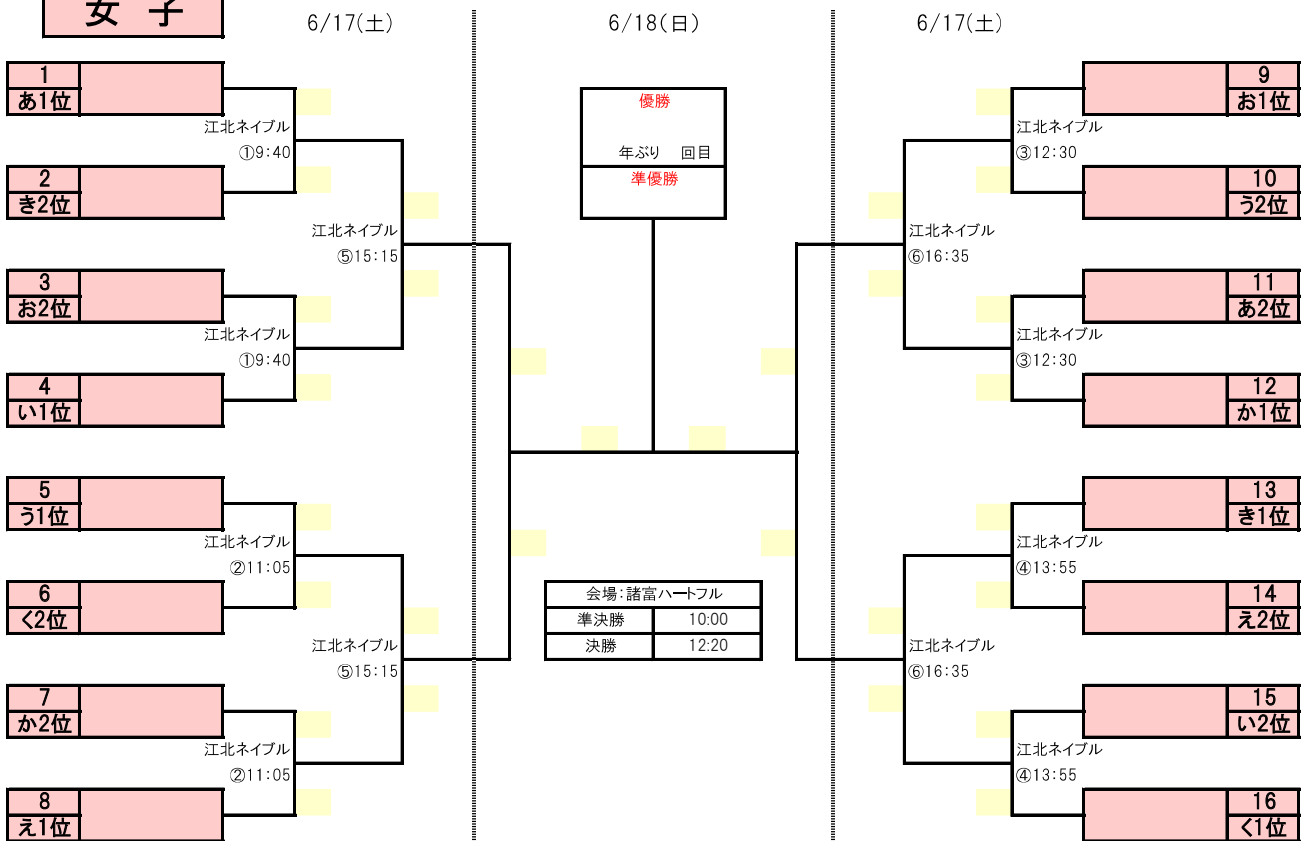 女 子
6/17(土)
6/18(日)
6/17(土)
1
あ1位
江北ネイブル
①9:40
2
き2位
江北ネイブル
⑤15:15
3
お2位
江北ネイブル
①9:40
4
い1位
5
う1位
江北ネイブル
②11:05
6
く2位
江北ネイブル
⑤15:15
7
か2位
江北ネイブル
②11:05
8
え1位
優勝
年ぶり 回目
準優勝
会場:諸富ハートフル
準決勝 10:00
決勝 12:20
9
お1位
江北ネイブル
③12:30
10
う2位
江北ネイブル
⑥16:35
11
あ2位
江北ネイブル
③12:30
12
か1位
13
き1位
江北ネイブル
④13:55
14
え2位
江北ネイブル
⑥16:35
15
い2位
江北ネイブル
④13:55
16
く1位